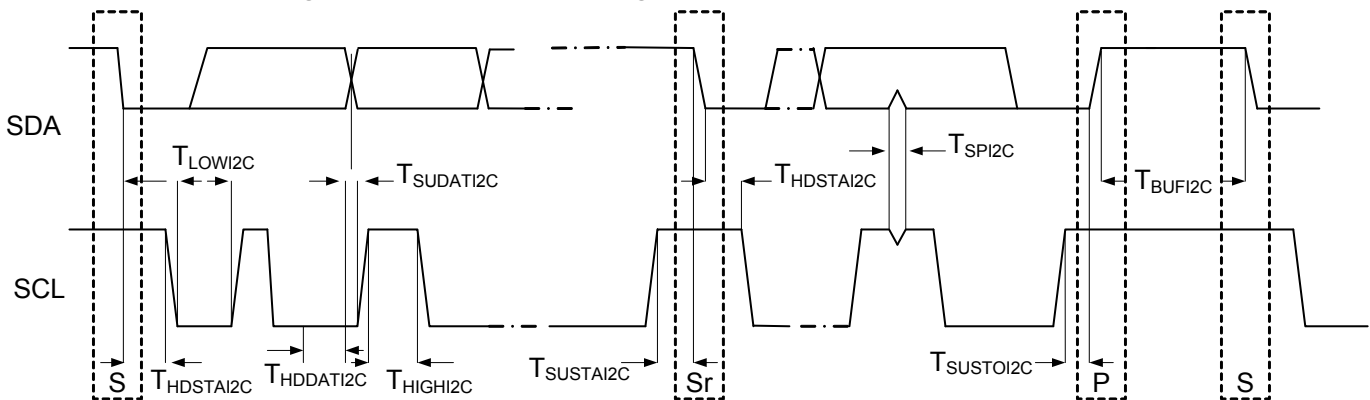 SDA
T_LOWI2C
T_SUDATI2C
T_HDSTAI2C
T_SPI2C
T_BUFI2C
SCL
S
T_HDSTAI2C
T_HDDATI2C
T_HIGHI2C
T_SUSTAI2C
Sr
T_SUSTOI2C
P
S